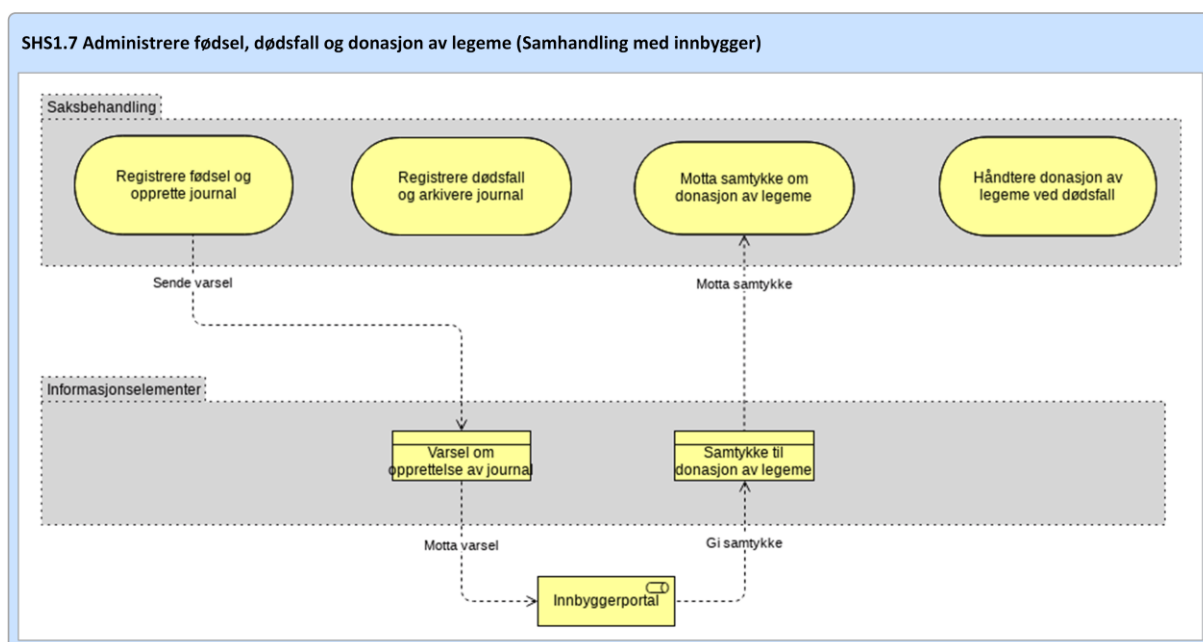 SHS1.7 Administrere fødsel, dødsfall og donasjon av legeme (Samhandling med innbygger)
Saksbehandling
Registrere fødsel og
opprette journal
Registrere dødsfall
og arkivere journal
Motta samtykke om
donasjon av legeme
Håndtere donasjon av
legeme ved dødsfall
Sende varsel
Motta samtykke
Informasjonselementer
Varsel om
opprettelse av journal
Samtykke til
donasjon av legeme
Motta varsel
Gi samtykke
Innbyggerportal